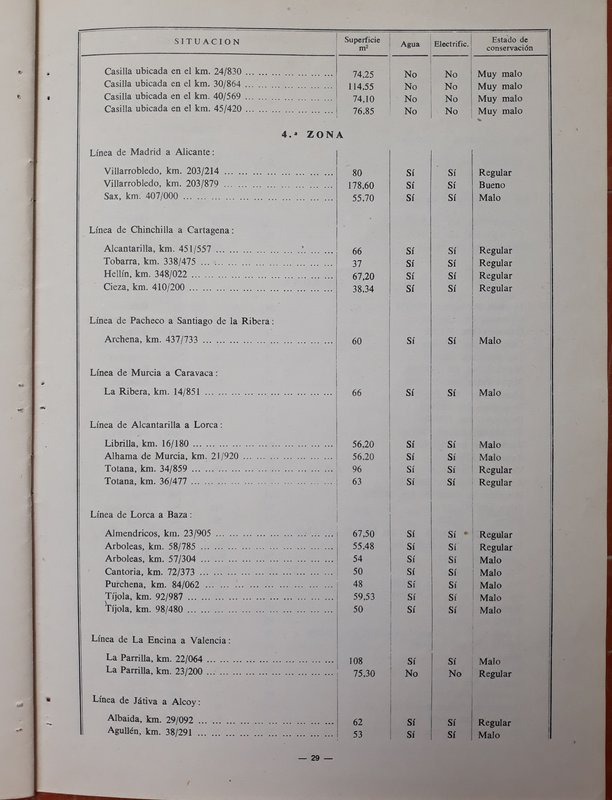 SITUACION Superficie m² Agua Electrific. Estado de conservación
Casilla ubicada en el km. 24/830 ... ... ... ... ... ... ... 74,25 No No Muy malo
Casilla ubicada en el km. 30/864 ... ... ... ... ... ... ... 114,55 No No Muy malo
Casilla ubicada en el km. 40/569 ... ... ... ... ... ... ... 74,10 No No Muy malo
Casilla ubicada en el km. 45/420 ... ... ... ... ... ... ... 76,85 No No Muy malo
4.ª ZONA
Línea de Madrid a Alicante:
Villarrobledo, km. 203/214 ... ... ... ... ... ... ... ... 80 Sí Sí Regular
Villarrobledo, km. 203/879 ... ... ... ... ... ... ... ... 178,60 Sí Sí Bueno
Sax, km. 407/000 ... ... ... ... ... ... ... ... ... ... ... 55,70 Sí Sí Malo
Línea de Chinchilla a Cartagena:
Alcantarilla, km. 451/557 ... ... ... ... ... ... ... ... ... 66 Sí Sí Regular
Tobarra, km. 338/475 ... ... ... ... ... ... ... ... ... ... 37 Sí Sí Regular
Hellín, km. 348/022 ... ... ... ... ... ... ... ... ... ... ... 67,20 Sí Sí Regular
Cieza, km. 410/200 ... ... ... ... ... ... ... ... ... ... ... 38,34 Sí Sí Regular
Línea de Pacheco a Santiago de la Ribera:
Archena, km. 437/733 ... ... ... ... ... ... ... ... ... ... 60 Sí Sí Malo
Línea de Murcia a Caravaca:
La Ribera, km. 14/851 ... ... ... ... ... ... ... ... ... ... 66 Sí Sí Malo
Línea de Alcantarilla a Lorca:
Librilla, km. 16/180 ... ... ... ... ... ... ... ... ... ... ... 56,20 Sí Sí Malo
Alhama de Murcia, km. 21/920 ... ... ... ... ... ... ... 56,20 Sí Sí Malo
Totana, km. 34/859 ... ... ... ... ... ... ... ... ... ... ... 96 Sí Sí Regular
Totana, km. 36/477 ... ... ... ... ... ... ... ... ... ... ... 63 Sí Sí Regular
Línea de Lorca a Baza:
Almendricos, km. 23/905 ... ... ... ... ... ... ... ... ... 67,50 Sí Sí Regular
Arboleas, km. 58/785 ... ... ... ... ... ... ... ... ... ... 55,48 Sí Sí Regular
Arboleas, km. 57/304 ... ... ... ... ... ... ... ... ... ... 54 Sí Sí Malo
Cantoria, km. 72/373 ... ... ... ... ... ... ... ... ... ... 50 Sí Sí Malo
Purchena, km. 84/062 ... ... ... ... ... ... ... ... ... ... 48 Sí Sí Malo
Tíjola, km. 92/987 ... ... ... ... ... ... ... ... ... ... ... 59,53 Sí Sí Malo
Tíjola, km. 98/480 ... ... ... ... ... ... ... ... ... ... ... 50 Sí Sí Malo
Línea de La Encina a Valencia:
La Parrilla, km. 22/064 ... ... ... ... ... ... ... ... ... ... 108 Sí Sí Malo
La Parrilla, km. 23/200 ... ... ... ... ... ... ... ... ... ... 75,30 No No Regular
Línea de Játiva a Alcoy:
Albaida, km. 29/092 ... ... ... ... ... ... ... ... ... ... ... 62 Sí Sí Regular
Agullén, km. 38/291 ... ... ... ... ... ... ... ... ... ... ... 53 Sí Sí Malo
— 29 —